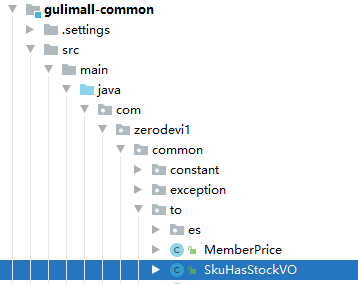 gulimall-common
.settings
src
main
java
com
zerodevi1
common
constant
exception
to
es
MemberPrice
SkuHasStockVO